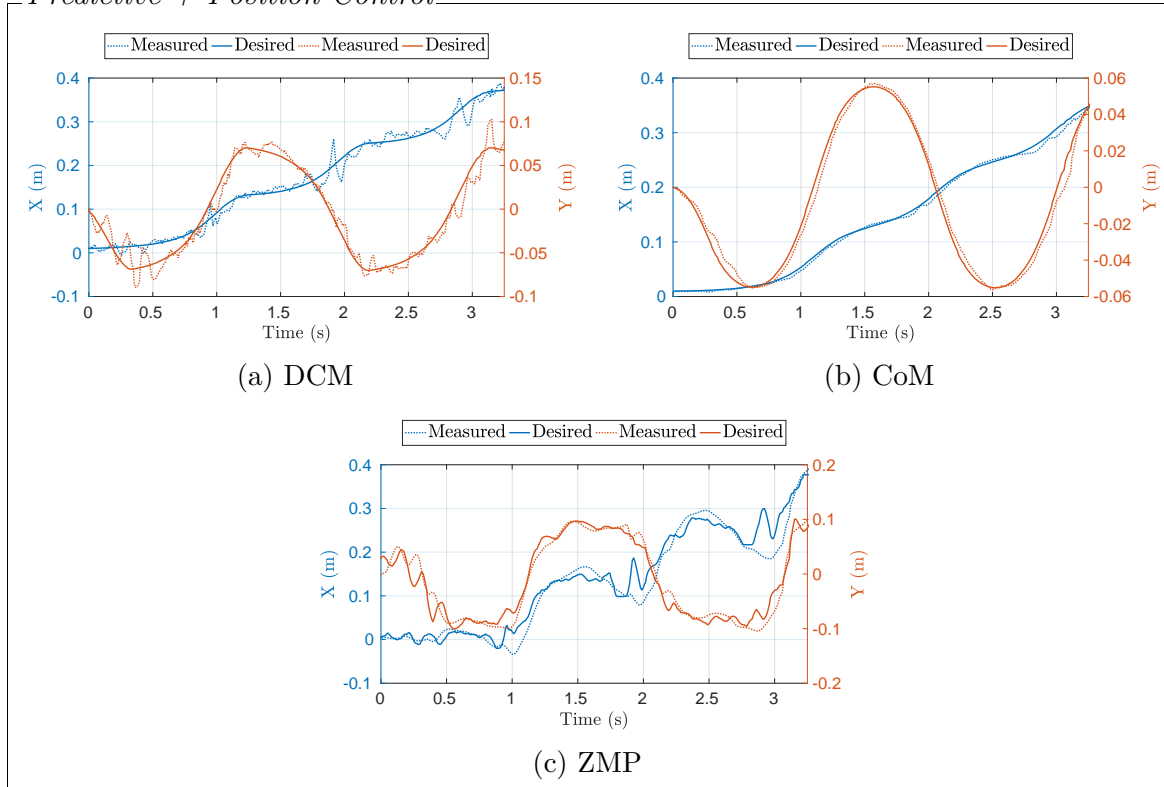 Predictive + Position Control
Measured Desired Measured Desired
0.4
0.3
0.2
0.1
0
-0.1
X (m)
0.15
0.1
0.05
0
-0.05
-0.1
Y (m)
0 0.5 1 1.5 2 2.5 3
Time (s)
(a) DCM
Measured Desired Measured Desired
0.4
0.3
0.2
0.1
0
X (m)
0.06
0.04
0.02
0
-0.02
-0.04
-0.06
Y (m)
0 0.5 1 1.5 2 2.5 3
Time (s)
(b) CoM
Measured Desired Measured Desired
0.4
0.3
0.2
0.1
0
-0.1
X (m)
0.2
0.1
0
-0.1
-0.2
Y (m)
0 0.5 1 1.5 2 2.5 3
Time (s)
(c) ZMP